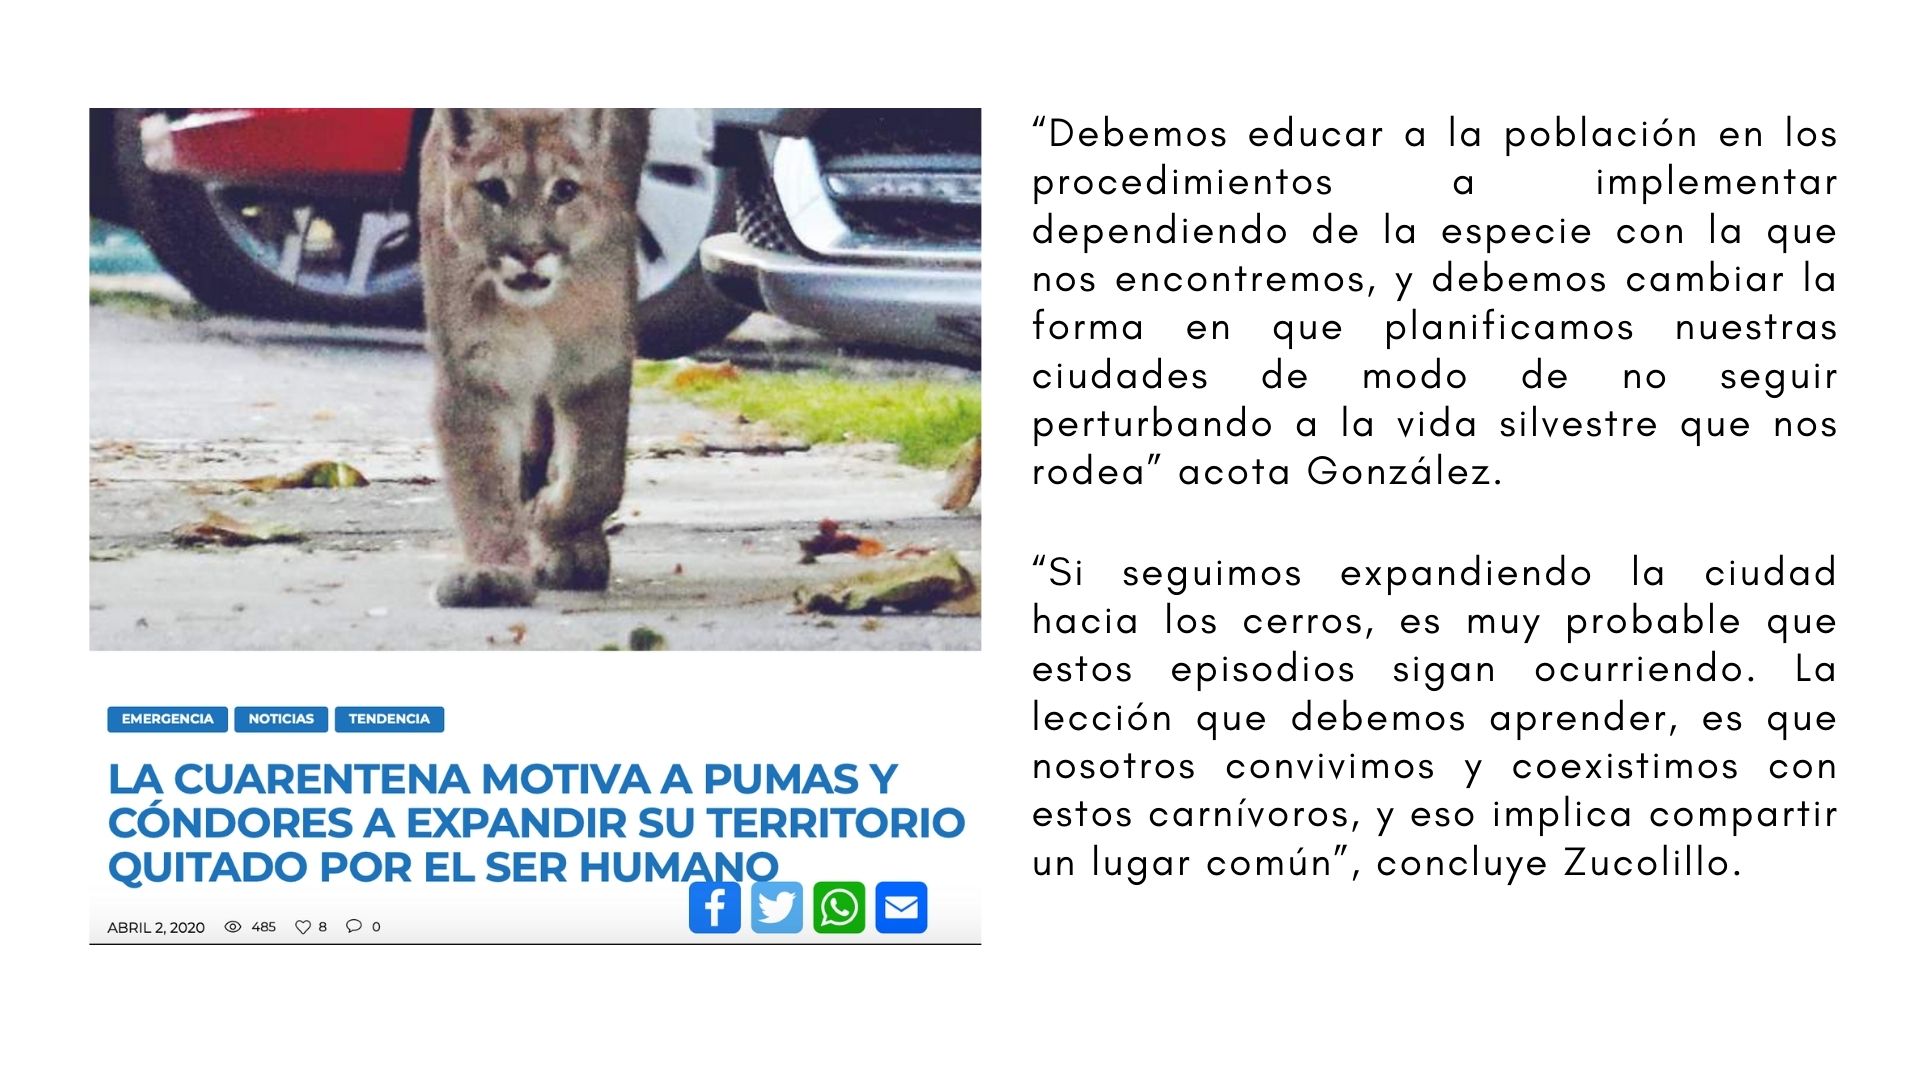 EMERGENCIA NOTICIAS TENDENCIA
LA CUARENTENA MOTIVA A PUMAS Y
CÓNDORES A EXPANDIR SU TERRITORIO
QUITADO POR EL SER HUMANO
ABRIL 2, 2020 485 8 0
“Debemos educar a la población en los
procedimientos a implementar
dependiendo de la especie con la que
nos encontremos, y debemos cambiar la
forma en que planificamos nuestras
ciudades de modo de no seguir
perturbando a la vida silvestre que nos
rodea” acota González.
“Si seguimos expandiendo la ciudad
hacia los cerros, es muy probable que
estos episodios sigan ocurriendo. La
lección que debemos aprender, es que
nosotros convivimos y coexistimos con
estos carnívoros, y eso implica compartir
un lugar común”, concluye Zucolillo.